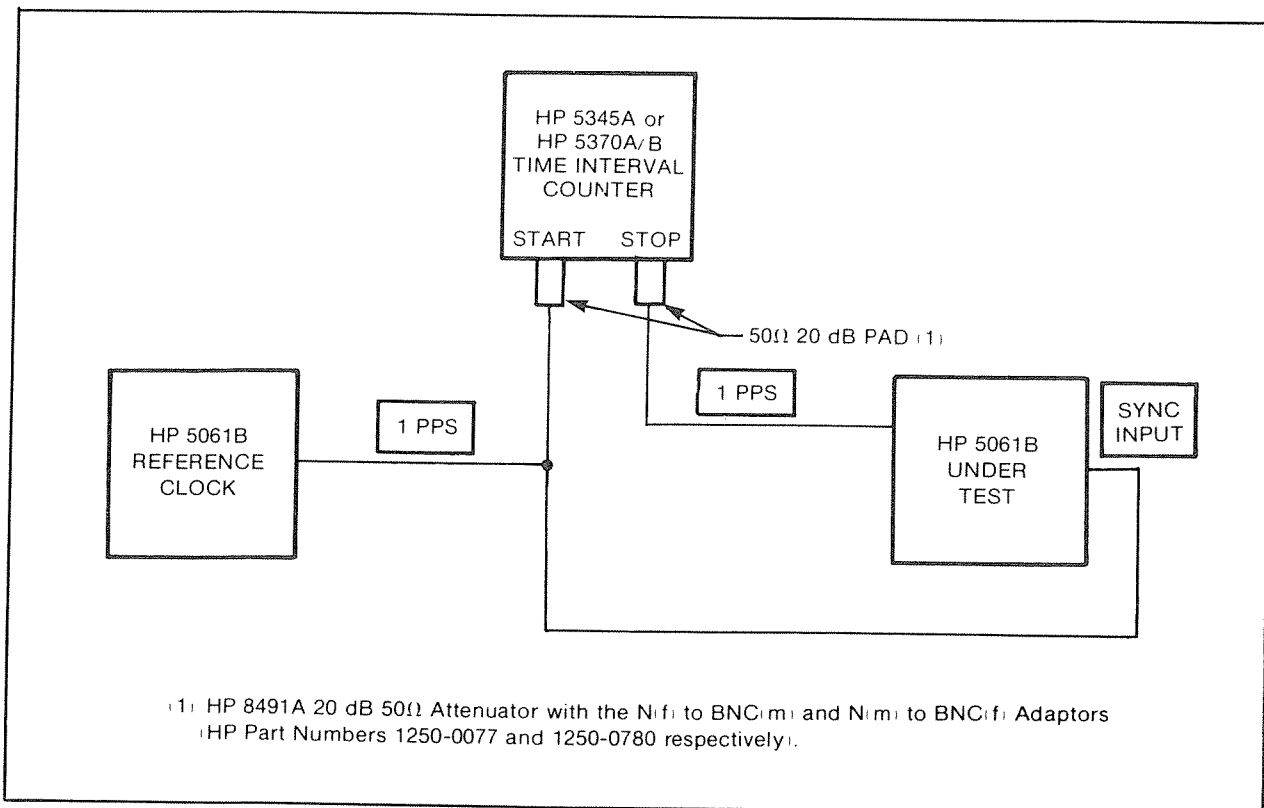 HP 5345A or
HP 5370A/B
TIME INTERVAL
COUNTER
START STOP
50Ω 20 dB PAD (1)
HP 5061B
REFERENCE
CLOCK
1 PPS
1 PPS
HP 5061B
UNDER
TEST
SYNC
INPUT
(1) HP 8491A 20 dB 50Ω Attenuator with the N(f) to BNC(m) and N(m) to BNC(f) Adaptors
(HP Part Numbers 1250-0077 and 1250-0780 respectively).